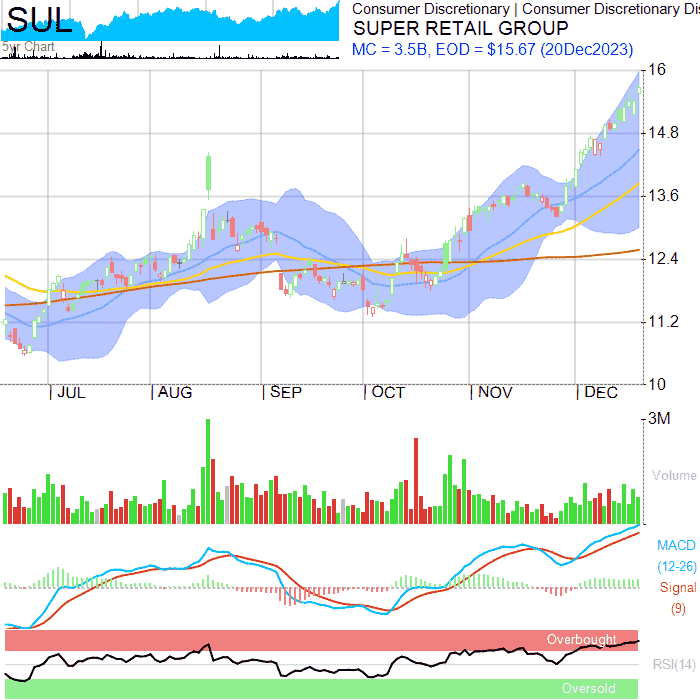 SUL
5yr Chart
Consumer Discretionary | Consumer Discretionary Dis
SUPER RETAIL GROUP
MC = 3.5B, EOD = $15.67 (20Dec2023)
16
14.8
13.6
12.4
11.2
10
JUL AUG SEP OCT NOV DEC
3M
Volume
MACD
(12-26)
Signal
(9)
Overbought
RSI(14)
Oversold